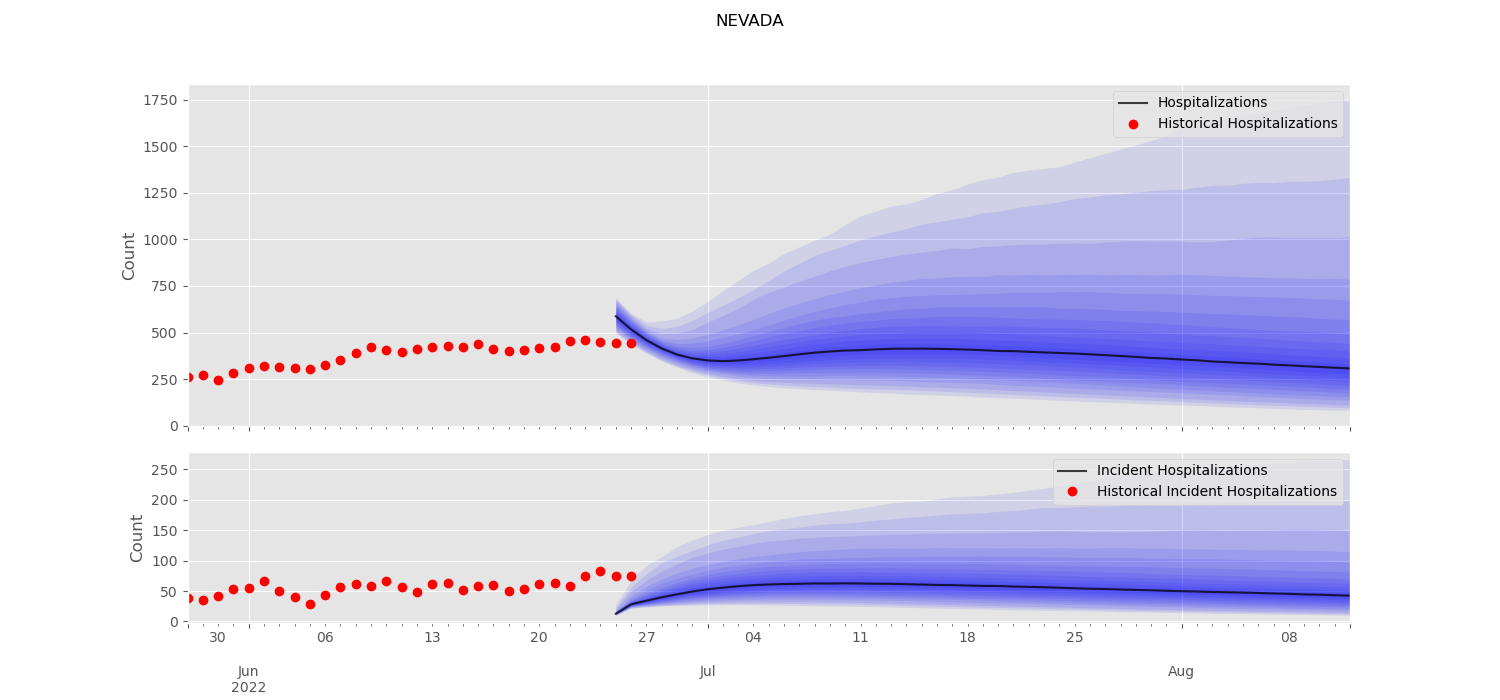 NEVADA
1750
1500
1250
1000
750
500
250
0
Count
Hospitalizations
Historical Hospitalizations
250
200
150
100
50
0
Count
Incident Hospitalizations
Historical Incident Hospitalizations
30 06 13 20 27 04 11 18 25 08
Jun Jul Aug
2022